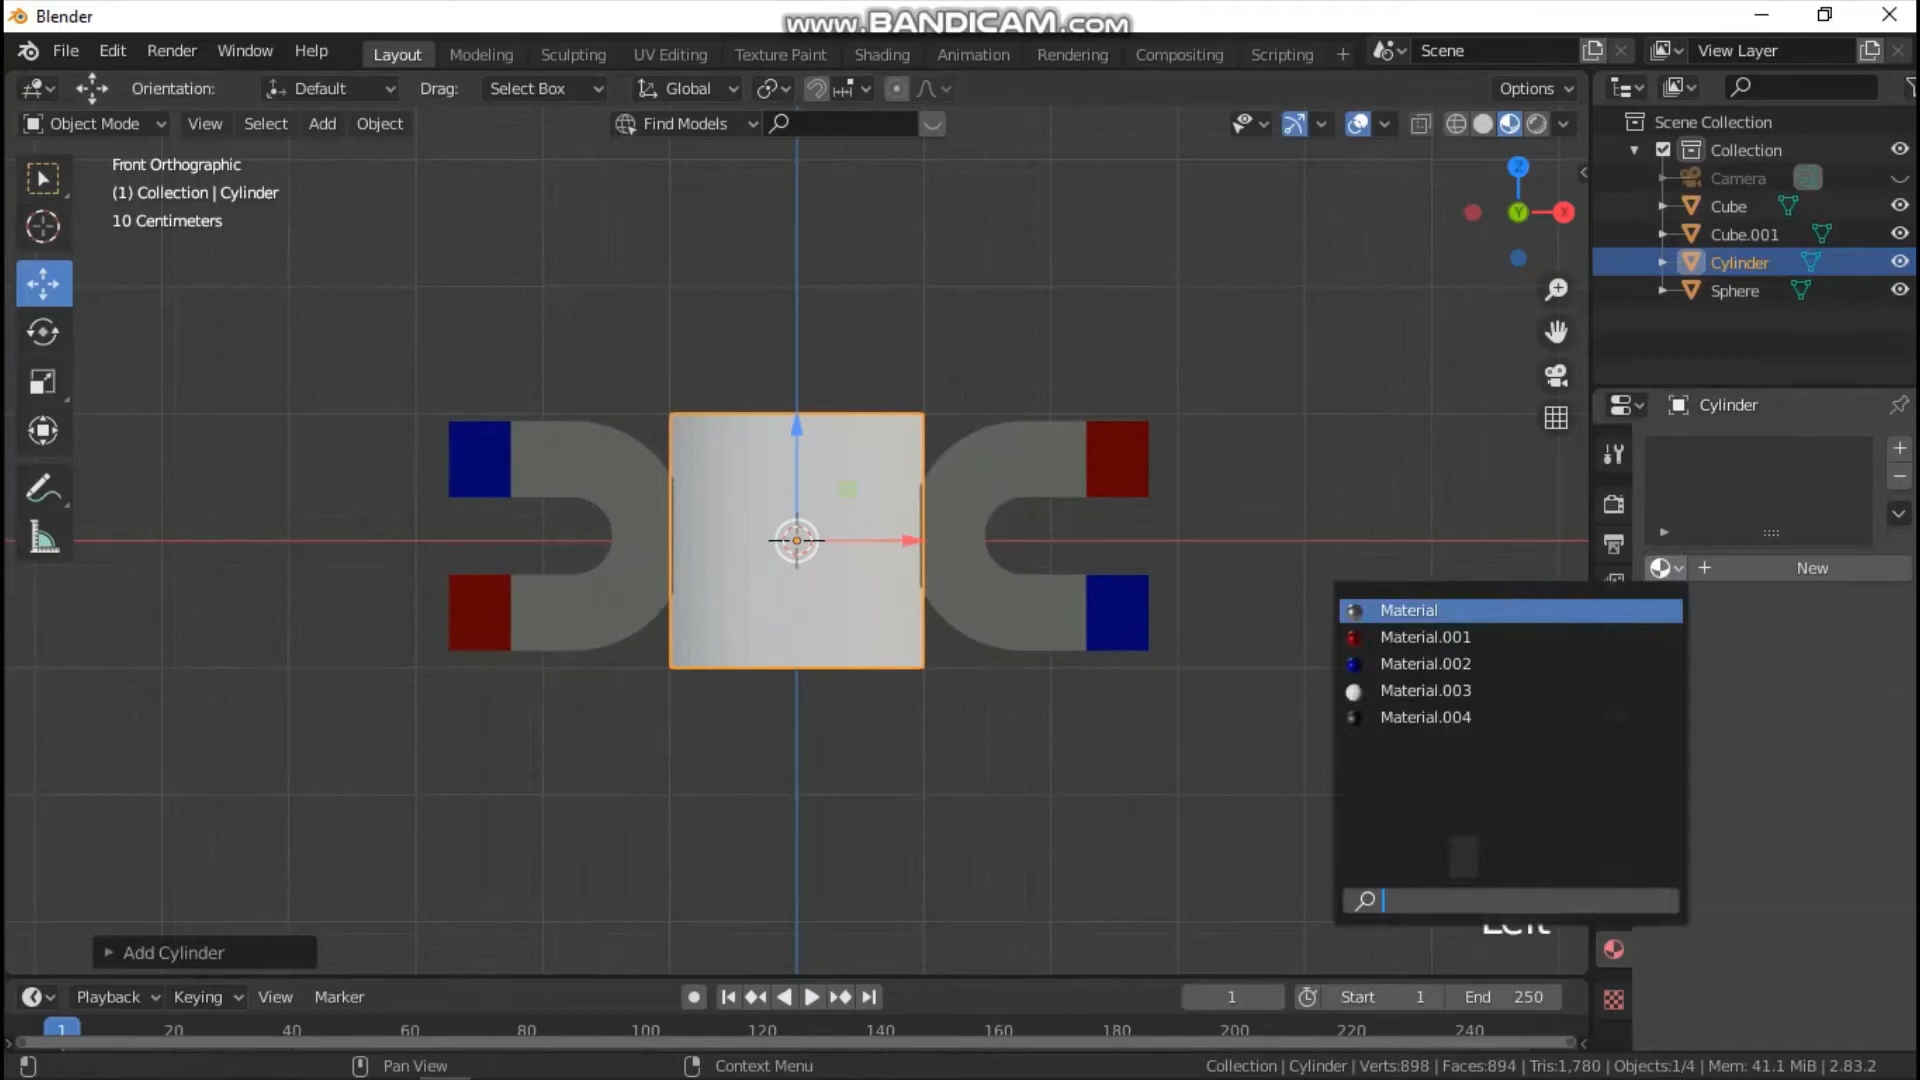 Blender
www.BANDICAM.com
File Edit Render Window Help
Layout Modeling Sculpting UV Editing Texture Paint Shading Animation Rendering Compositing Scripting +
Scene
View Layer
Orientation: Default Drag: Select Box Global Options
Object Mode View Select Add Object Find Models
Front Orthographic
(1) Collection | Cylinder
10 Centimeters
Z
Y
X
Scene Collection
Collection
Camera
Cube
Cube.001
Cylinder
Sphere
Cylinder
New
Material
Material.001
Material.002
Material.003
Material.004
Left
Add Cylinder
Playback Keying View Marker 1 Start 1 End 250
1 20 40 60 80 100 120 140 160 180 200 220 240
Pan View Context Menu Collection | Cylinder | Verts:898 | Faces:894 | Tris:1,780 | Objects:1/4 | Mem: 41.1 MiB | 2.83.2